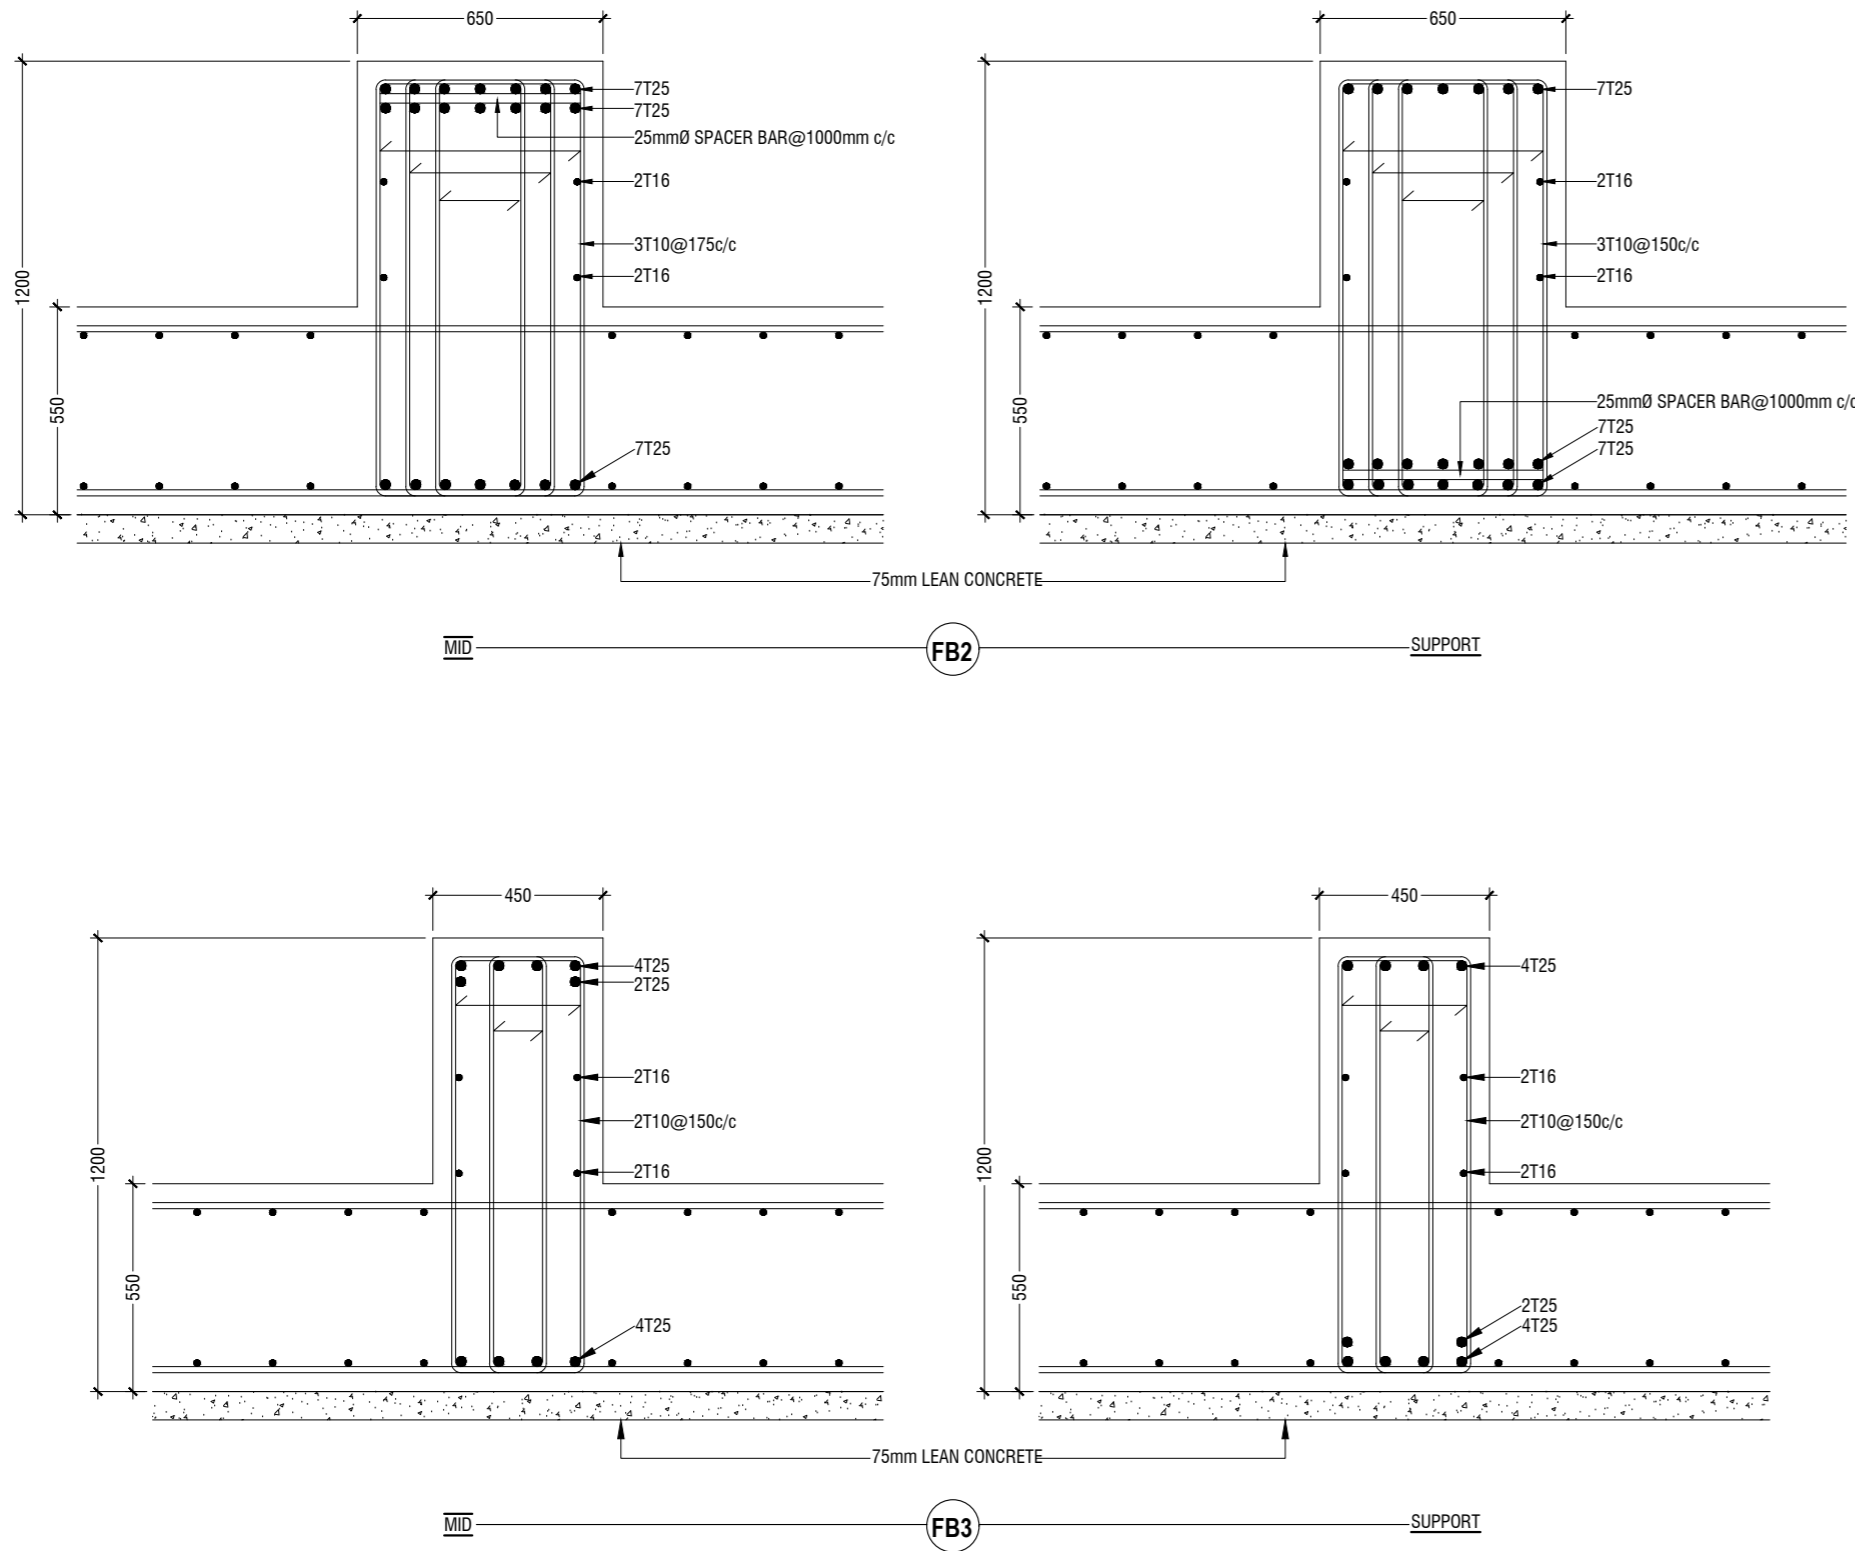 650
1200
550
7T25
7T25
25mmØ SPACER BAR@1000mm c/c
2T16
3T10@175c/c
2T16
7T25
650
1200
550
7T25
2T16
3T10@150c/c
2T16
25mmØ SPACER BAR@1000mm c/c
7T25
7T25
75mm LEAN CONCRETE
MID
FB2
SUPPORT
450
1200
550
4T25
2T25
2T16
2T10@150c/c
2T16
4T25
450
1200
550
4T25
2T16
2T10@150c/c
2T16
2T25
4T25
75mm LEAN CONCRETE
MID
FB3
SUPPORT